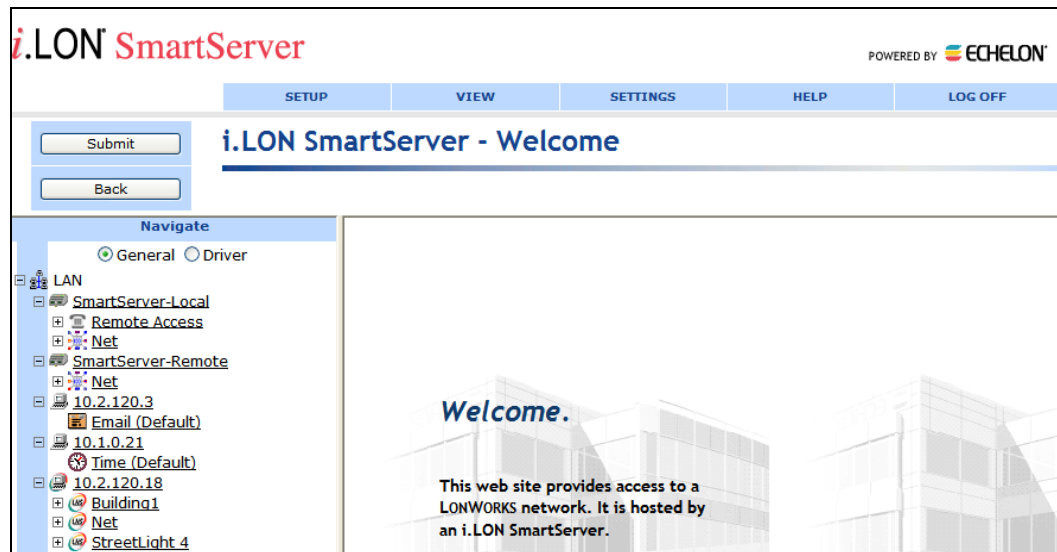 i.LON SmartServer
POWERED BY ECHELON
SETUP VIEW SETTINGS HELP LOG OFF
Submit
i.LON SmartServer - Welcome
Back
Navigate
General Driver
LAN
SmartServer-Local
Remote Access
Net
SmartServer-Remote
Net
10.2.120.3
Email (Default)
10.1.0.21
Time (Default)
10.2.120.18
Building1
Net
StreetLight 4
Welcome.
This web site provides access to a
LONWORKS network. It is hosted by
an i.LON SmartServer.